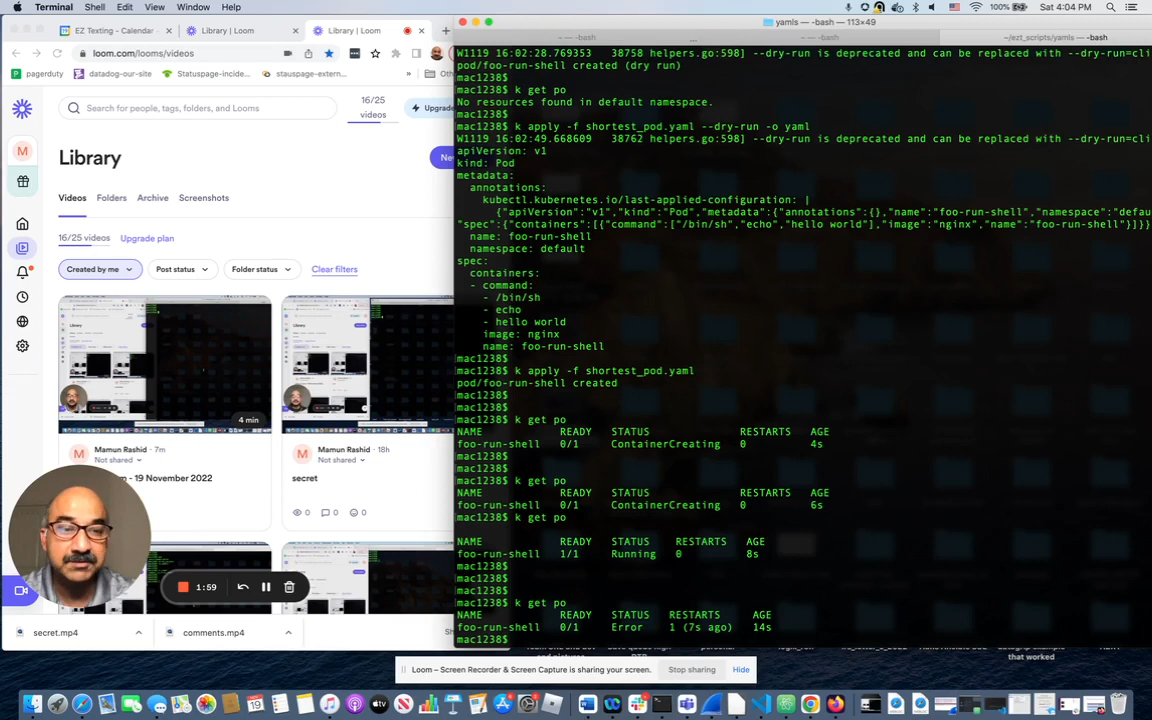 Terminal Shell Edit View Window Help
100% Sat 4:04 PM
EZ Texting - Calendar
Library | Loom
Library | Loom
loom.com/looms/videos
pagerduty
datadog-our-site
Statuspage-incide...
stauspage-extern...
Search for people, tags, folders, and Looms
16/25
videos
Upgrade
Library
Videos
Folders
Archive
Screenshots
16/25 videos
Upgrade plan
Created by me
Post status
Folder status
Clear filters
4 min
M
Mamun Rashid · 7m
Not shared
- 19 November 2022
M
Mamun Rashid · 18h
Not shared
secret
0 0 0
1:59
secret.mp4
comments.mp4
yamls — -bash — 113×49
~ — -bash
...
~ — -bash
~/ezt_scripts/yamls — -bash
W1119 16:02:28.769353 38758 helpers.go:598] --dry-run is deprecated and can be replaced with --dry-run=cli
pod/foo-run-shell created (dry run)
mac1238$
mac1238$ k get po
No resources found in default namespace.
mac1238$
mac1238$ k apply -f shortest_pod.yaml --dry-run -o yaml
W1119 16:02:49.668609 38762 helpers.go:598] --dry-run is deprecated and can be replaced with --dry-run=cli
apiVersion: v1
kind: Pod
metadata:
annotations:
kubectl.kubernetes.io/last-applied-configuration: |
{"apiVersion":"v1","kind":"Pod","metadata":{"annotations":{},"name":"foo-run-shell","namespace":"defau
"spec":{"containers":[{"command":["/bin/sh","echo","hello world"],"image":"nginx","name":"foo-run-shell"}]}}
name: foo-run-shell
namespace: default
spec:
containers:
- command:
- /bin/sh
- echo
- hello world
image: nginx
name: foo-run-shell
mac1238$
mac1238$ k apply -f shortest_pod.yaml
pod/foo-run-shell created
mac1238$
mac1238$
mac1238$ k get po
NAME READY STATUS RESTARTS AGE
foo-run-shell 0/1 ContainerCreating 0 4s
mac1238$
mac1238$
mac1238$ k get po
NAME READY STATUS RESTARTS AGE
foo-run-shell 0/1 ContainerCreating 0 6s
mac1238$ k get po
NAME READY STATUS RESTARTS AGE
foo-run-shell 1/1 Running 0 8s
mac1238$
mac1238$
mac1238$
mac1238$ k get po
NAME READY STATUS RESTARTS AGE
foo-run-shell 0/1 Error 1 (7s ago) 14s
mac1238$
that worked
Loom – Screen Recorder & Screen Capture is sharing your screen.
Stop sharing
Hide